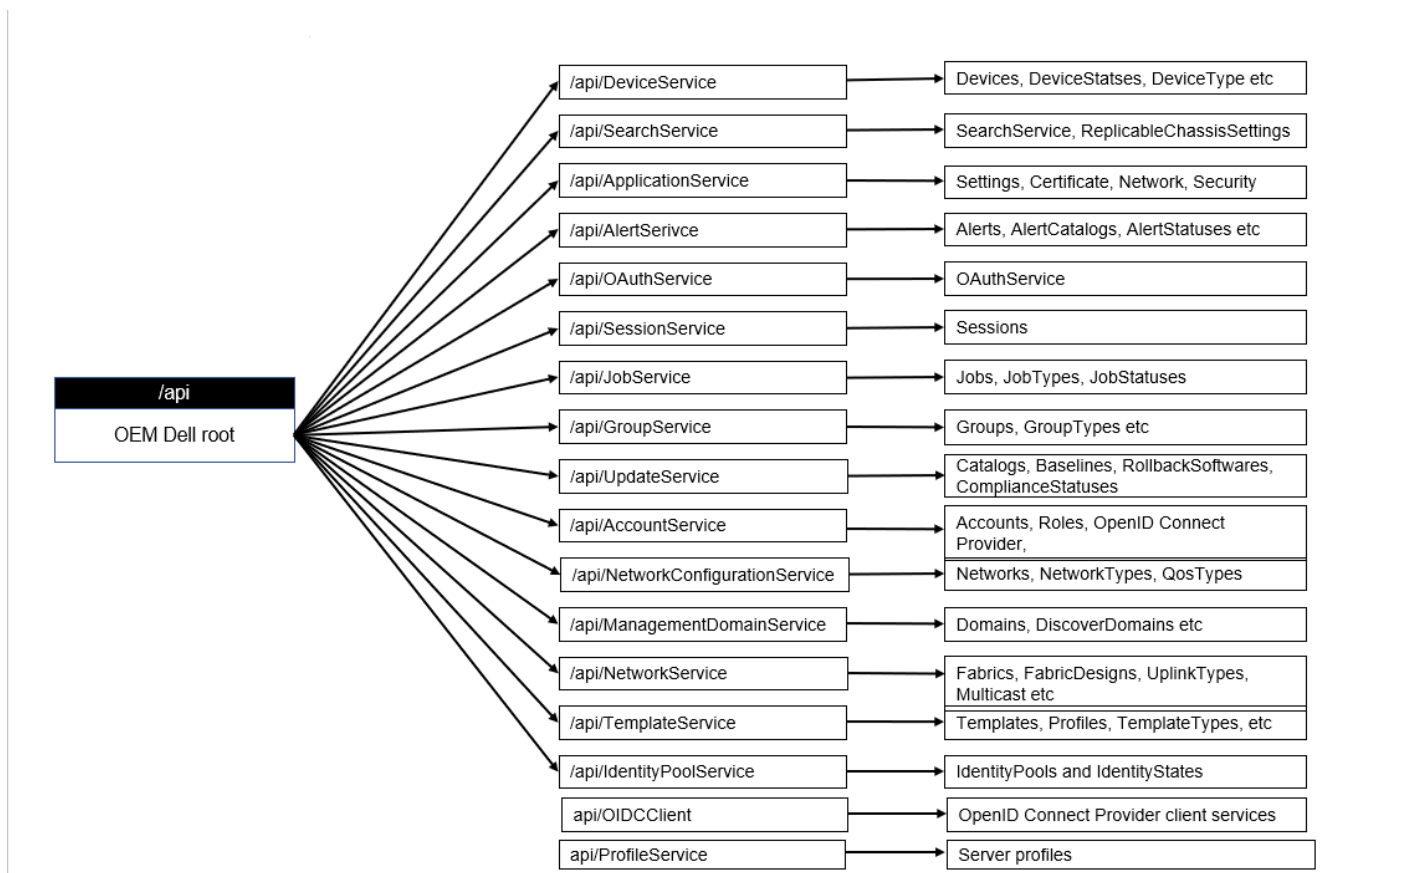 /api/DeviceService
Devices, DeviceStatses, DeviceType etc
/api/SearchService
SearchService, ReplicableChassisSettings
/api/ApplicationService
Settings, Certificate, Network, Security
/api/AlertSerivce
Alerts, AlertCatalogs, AlertStatuses etc
/api/OAuthService
OAuthService
/api/SessionService
Sessions
/api/JobService
Jobs, JobTypes, JobStatuses
/api
OEM Dell root
/api/GroupService
Groups, GroupTypes etc
/api/UpdateService
Catalogs, Baselines, RollbackSoftwares,
ComplianceStatuses
/api/AccountService
Accounts, Roles, OpenID Connect
Provider,
/api/NetworkConfigurationService
Networks, NetworkTypes, QosTypes
/api/ManagementDomainService
Domains, DiscoverDomains etc
/api/NetworkService
Fabrics, FabricDesigns, UplinkTypes,
Multicast etc
/api/TemplateService
Templates, Profiles, TemplateTypes, etc
/api/IdentityPoolService
IdentityPools and IdentityStates
api/OIDCClient
OpenID Connect Provider client services
api/ProfileService
Server profiles